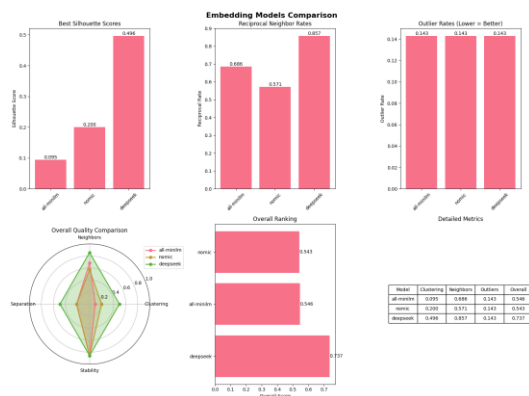 Embedding Models Comparison
Best Silhouette Scores
0.496
0.200
0.095
0.5
0.4
0.3
0.2
0.1
0.0
Silhouette Score
all-minilm
nomic
deepseek
Reciprocal Neighbor Rates
0.857
0.686
0.571
0.9
0.8
0.7
0.6
0.5
0.4
0.3
0.2
0.1
0.0
Reciprocal Rate
all-minilm
nomic
deepseek
Outlier Rates (Lower = Better)
0.143 0.143 0.143
0.14
0.12
0.10
0.08
0.06
0.04
0.02
0.00
Outlier Rate
all-minilm
nomic
deepseek
Overall Quality Comparison
Neighbors
all-minilm
nomic
deepseek
1.0
0.8
0.6
0.4
0.2
Separation
Clustering
Stability
Overall Ranking
nomic
0.543
all-minilm
0.546
deepseek
0.737
0.0 0.1 0.2 0.3 0.4 0.5 0.6 0.7
Detailed Metrics
Model Clustering Neighbors Outliers Overall
all-minilm 0.095 0.686 0.143 0.546
nomic 0.200 0.571 0.143 0.543
deepseek 0.496 0.857 0.143 0.737